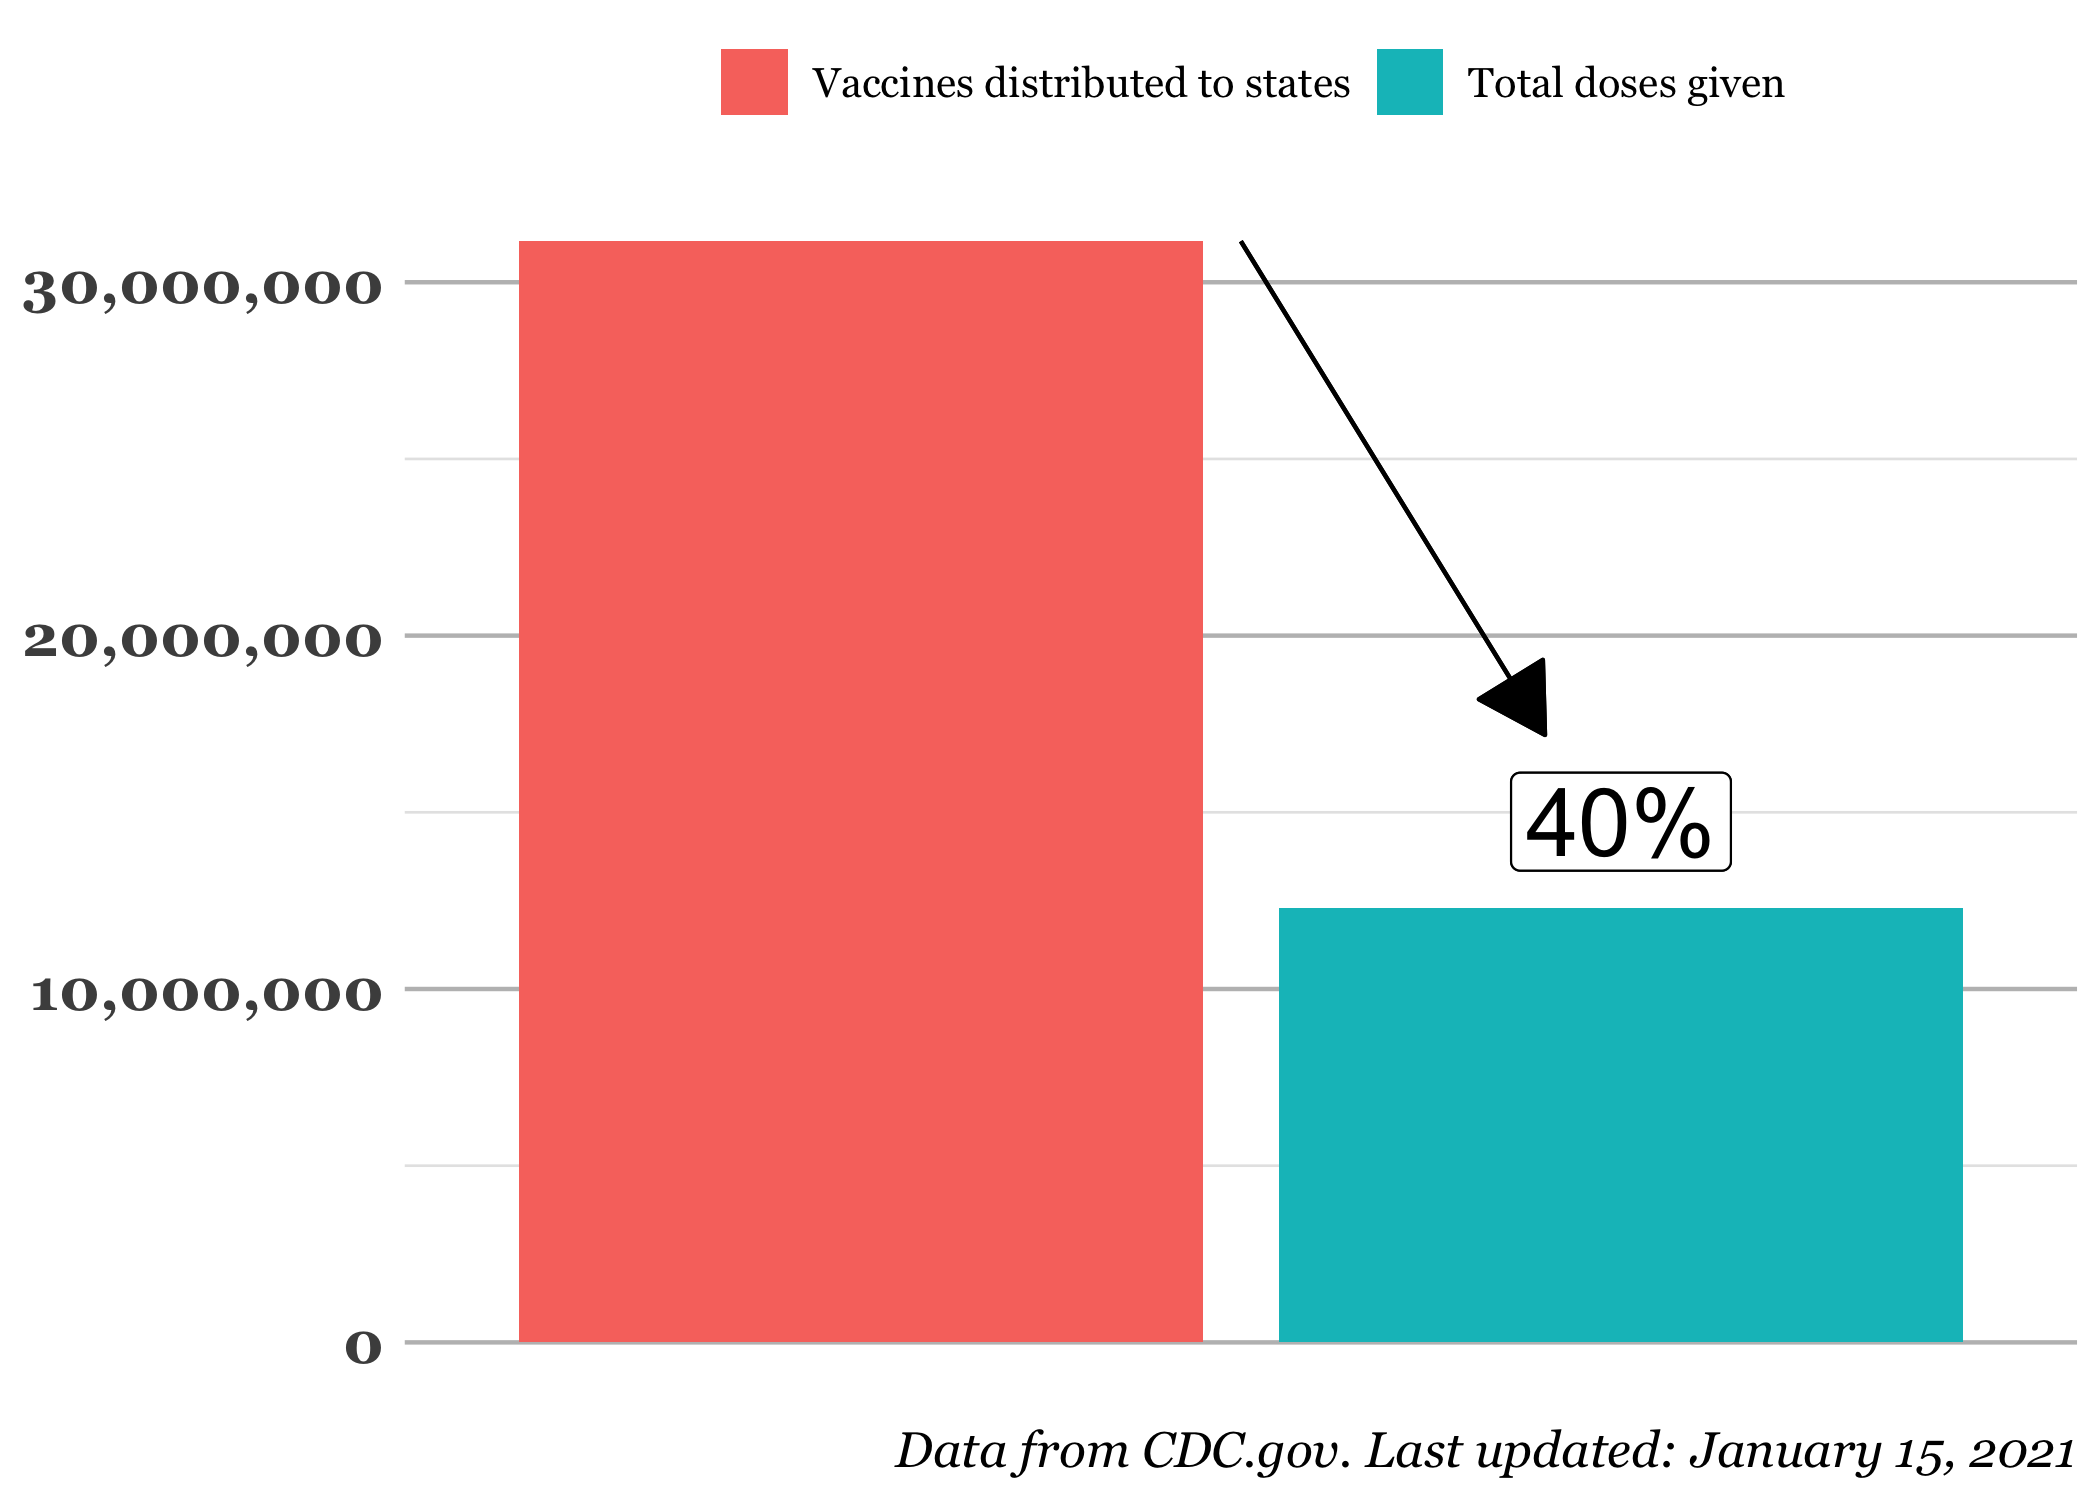 Vaccines distributed to states Total doses given
30,000,000
20,000,000
40%
10,000,000
0
Data from CDC.gov. Last updated: January 15, 2021